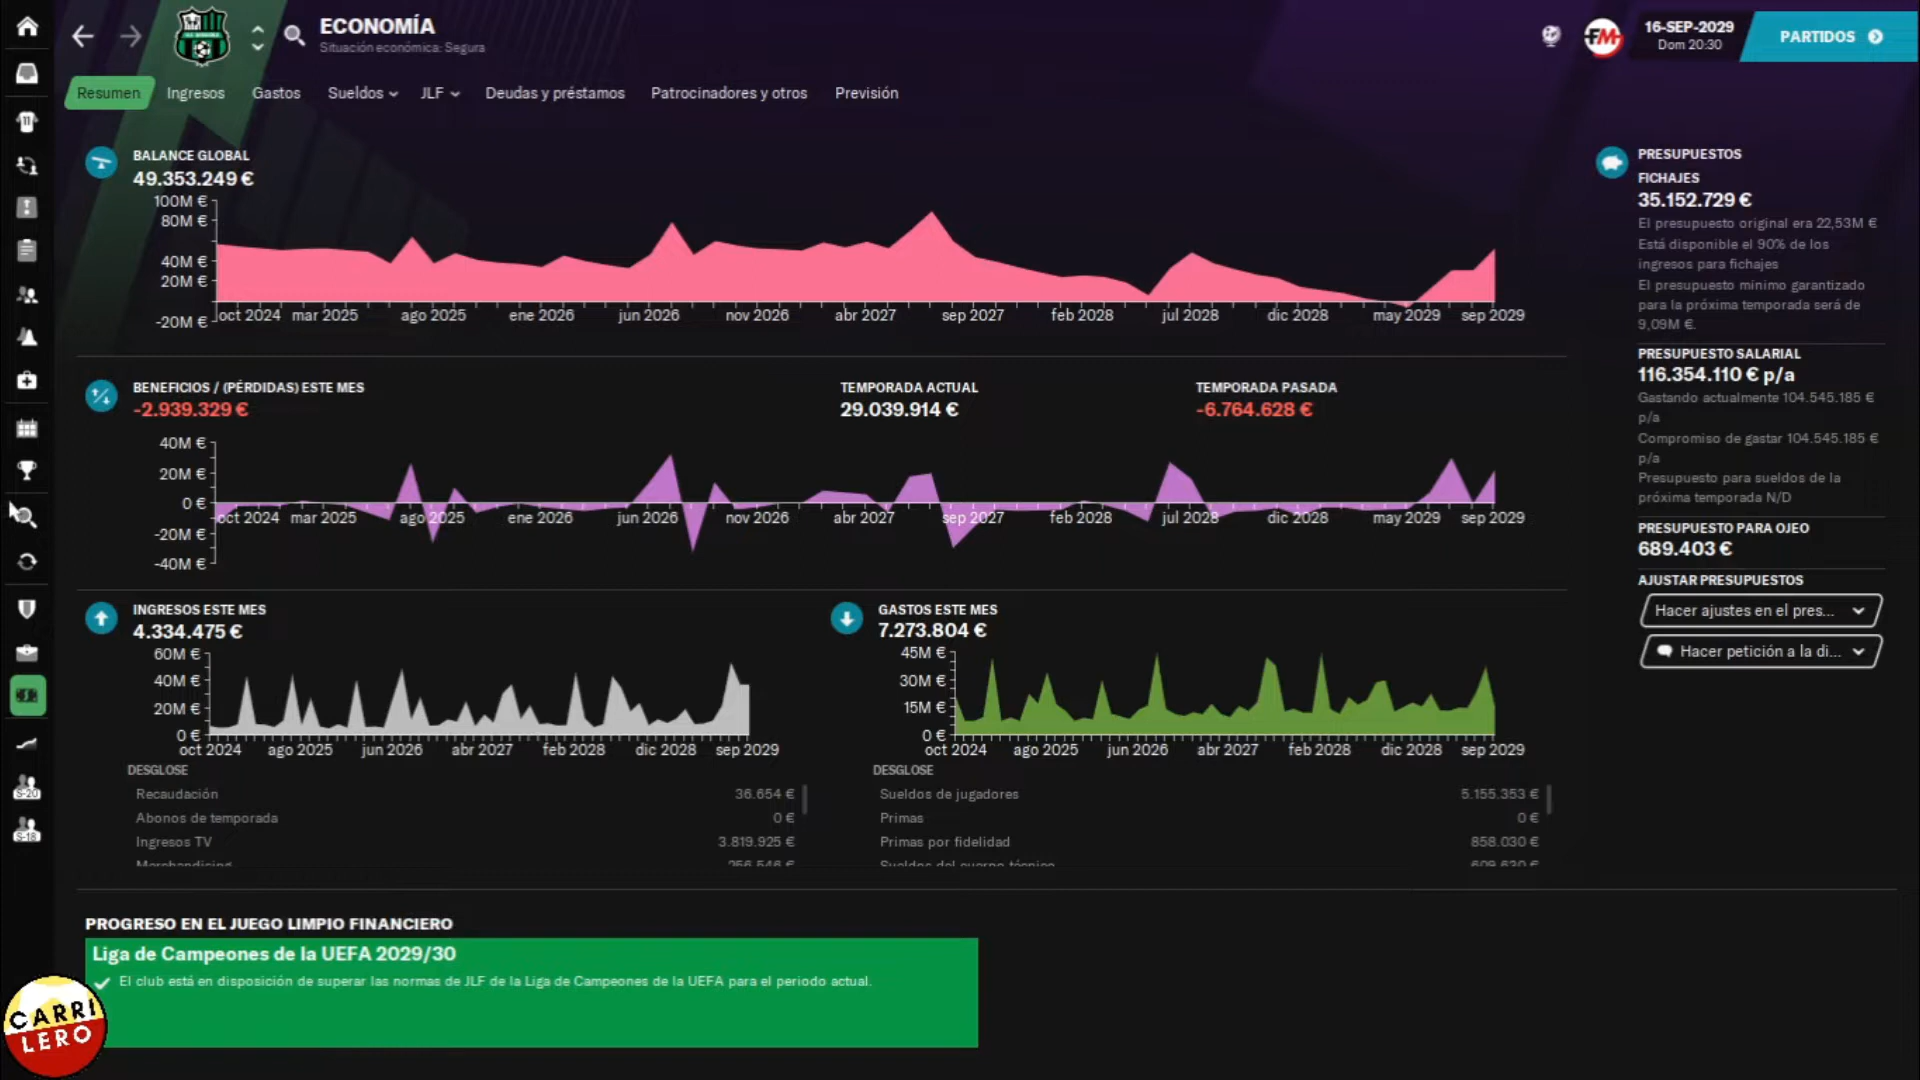 ECONOMÍA
Situación económica: Segura
FM
16-SEP-2029
Dom 20:30
PARTIDOS
Resumen
Ingresos
Gastos
Sueldos
JLF
Deudas y préstamos
Patrocinadores y otros
Previsión
BALANCE GLOBAL
49.353.249 €
100M €
80M €
40M €
20M €
-20M €
oct 2024 mar 2025 ago 2025 ene 2026 jun 2026 nov 2026 abr 2027 sep 2027 feb 2028 jul 2028 dic 2028 may 2029 sep 2029
BENEFICIOS / (PÉRDIDAS) ESTE MES
-2.939.329 €
TEMPORADA ACTUAL
29.039.914 €
TEMPORADA PASADA
-6.764.628 €
40M €
20M €
0 €
-20M €
-40M €
oct 2024 mar 2025 ago 2025 ene 2026 jun 2026 nov 2026 abr 2027 sep 2027 feb 2028 jul 2028 dic 2028 may 2029 sep 2029
INGRESOS ESTE MES
4.334.475 €
60M €
40M €
20M €
0 €
oct 2024 ago 2025 jun 2026 abr 2027 feb 2028 dic 2028 sep 2029
DESGLOSE
Recaudación 36.654 €
Abonos de temporada 0 €
Ingresos TV 3.819.925 €
Merchandising 256.546 €
GASTOS ESTE MES
7.273.804 €
45M €
30M €
15M €
0 €
oct 2024 ago 2025 jun 2026 abr 2027 feb 2028 dic 2028 sep 2029
DESGLOSE
Sueldos de jugadores 5.155.353 €
Primas 0 €
Primas por fidelidad 858.030 €
Sueldos del cuerpo técnico 609.630 €
PRESUPUESTOS
FICHAJES
35.152.729 €
El presupuesto original era 22,53M €
Está disponible el 90% de los
ingresos para fichajes
El presupuesto mínimo garantizado
para la próxima temporada será de
9,09M €.
PRESUPUESTO SALARIAL
116.354.110 € p/a
Gastando actualmente 104.545.185 €
p/a
Compromiso de gastar 104.545.185 €
p/a
Presupuesto para sueldos de la
próxima temporada N/D
PRESUPUESTO PARA OJEO
689.403 €
AJUSTAR PRESUPUESTOS
Hacer ajustes en el pres...
Hacer petición a la di...
S-20
S-18
PROGRESO EN EL JUEGO LIMPIO FINANCIERO
Liga de Campeones de la UEFA 2029/30
El club está en disposición de superar las normas de JLF de la Liga de Campeones de la UEFA para el periodo actual.
CARRI
LERO